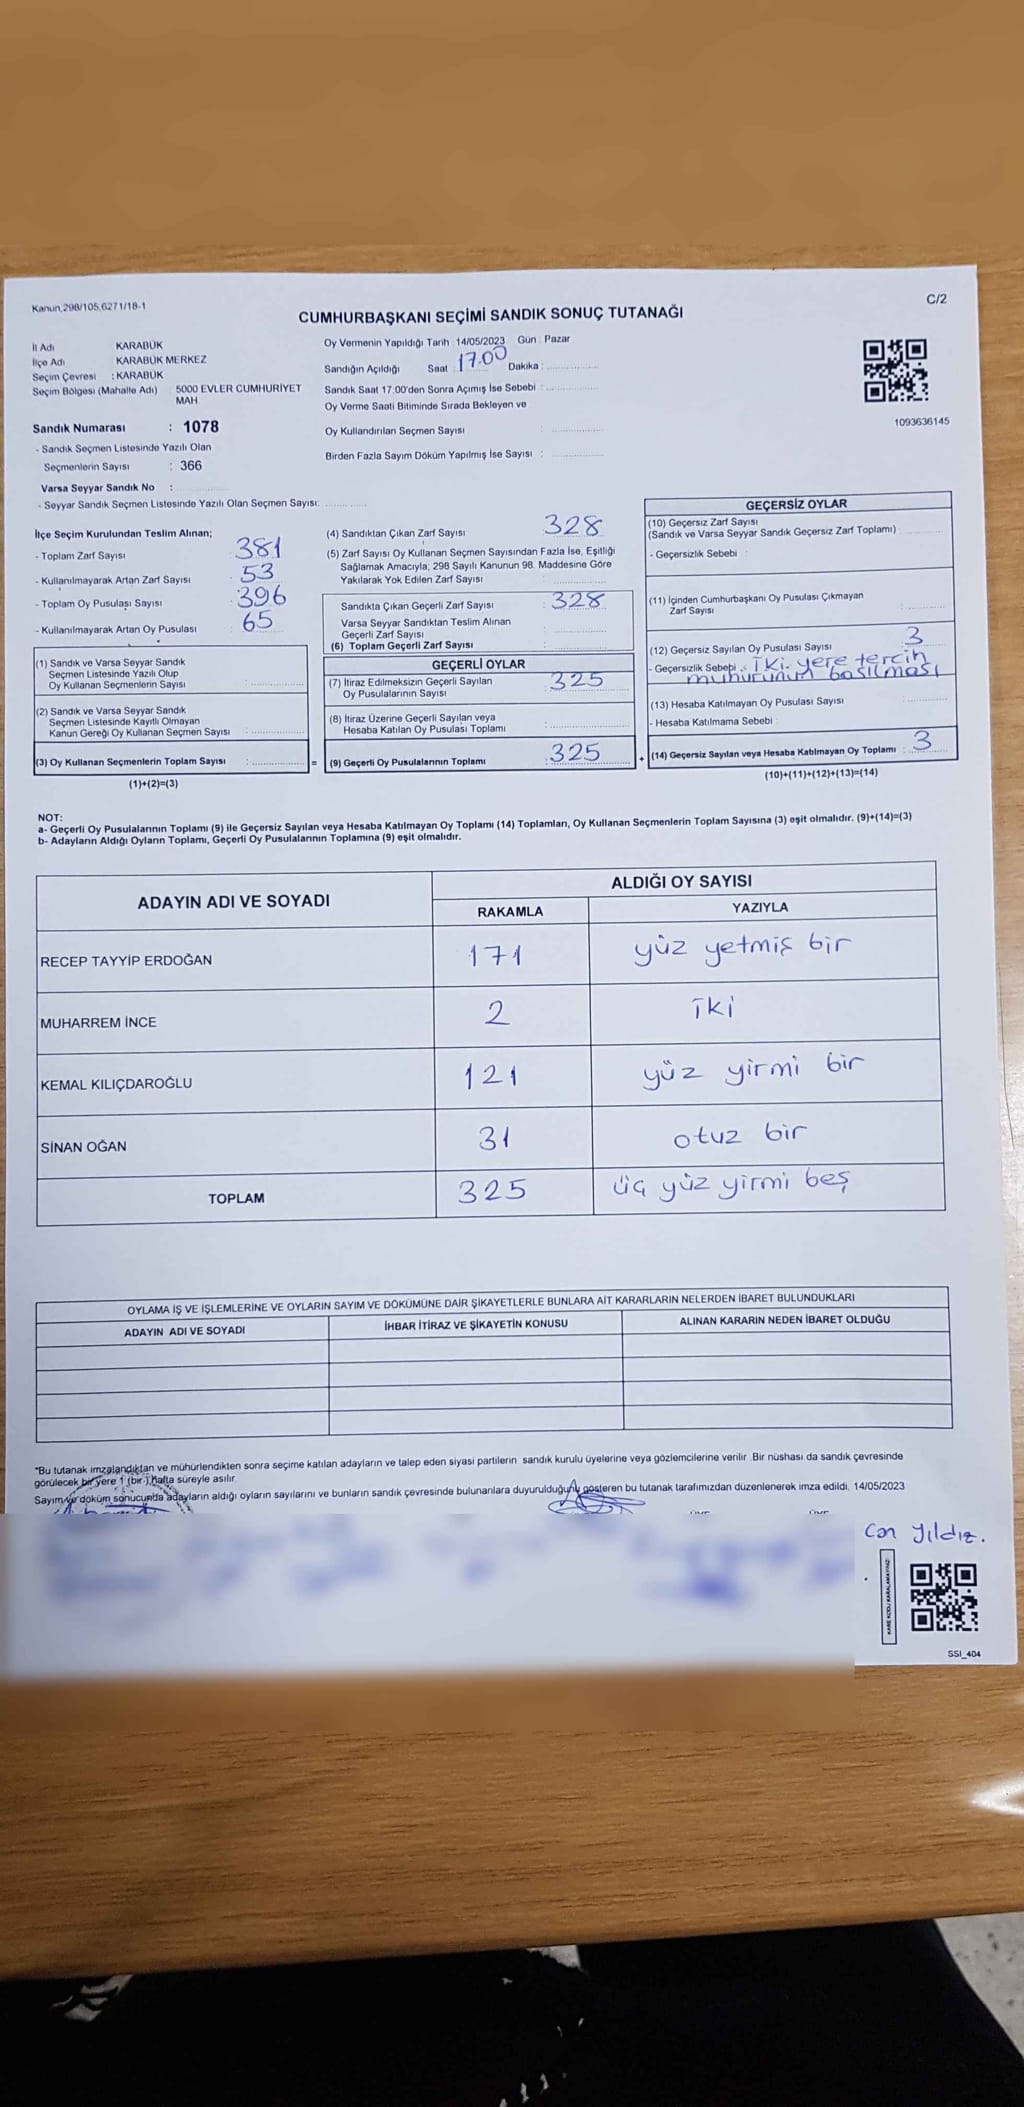 Kanun,298/105,6271/18-1
C/2
CUMHURBAŞKANI SEÇİMİ SANDIK SONUÇ TUTANAĞI
İl Adı KARABÜK
İlçe Adı KARABÜK MERKEZ
Seçim Çevresi : KARABÜK
Seçim Bölgesi (Mahalle Adı) 5000 EVLER CUMHURİYET
MAH.
Sandık Numarası : 1078
- Sandık Seçmen Listesinde Yazılı Olan
Seçmenlerin Sayısı : 366
Varsa Seyyar Sandık No :
- Seyyar Sandık Seçmen Listesinde Yazılı Olan Seçmen Sayısı:
Oy Vermenin Yapıldığı Tarih : 14/05/2023 Gün : Pazar
Sandığın Açıldığı Saat : 17.00 Dakika :
Sandık Saat 17.00'den Sonra Açımış İse Sebebi :
Oy Verme Saati Bitiminde Sırada Bekleyen ve
Oy Kullandırılan Seçmen Sayısı :
Birden Fazla Sayım Döküm Yapılmış İse Sayısı :
1093636145
İlçe Seçim Kurulundan Teslim Alınan;
- Toplam Zarf Sayısı : 381
- Kullanılmayarak Artan Zarf Sayısı : 53
- Toplam Oy Pusulası Sayısı : 396
- Kullanılmayarak Artan Oy Pusulası : 65
(1) Sandık ve Varsa Seyyar Sandık
Seçmen Listesinde Yazılı Olup
Oy Kullanan Seçmenlerin Sayısı :
(2) Sandık ve Varsa Seyyar Sandık
Seçmen Listesinde Kayıtlı Olmayan
Kanun Gereği Oy Kullanan Seçmen Sayısı :
(3) Oy Kullanan Seçmenlerin Toplam Sayısı : =
(1)+(2)=(3)
(4) Sandıktan Çıkan Zarf Sayısı : 328
(5) Zarf Sayısı Oy Kullanan Seçmen Sayısından Fazla İse, Eşitliği
Sağlamak Amacıyla; 298 Sayılı Kanunun 98. Maddesine Göre
Yakılarak Yok Edilen Zarf Sayısı :
Sandıkta Çıkan Geçerli Zarf Sayısı : 328
Varsa Seyyar Sandıktan Teslim Alınan
Geçerli Zarf Sayısı :
(6) Toplam Geçerli Zarf Sayısı :
GEÇERLİ OYLAR
(7) İtiraz Edilmeksizin Geçerli Sayılan
Oy Pusulalarının Sayısı : 325
(8) İtiraz Üzerine Geçerli Sayılan veya
Hesaba Katılan Oy Pusulası Toplamı :
(9) Geçerli Oy Pusulalarının Toplamı : 325 +
GEÇERSİZ OYLAR
(10) Geçersiz Zarf Sayısı
(Sandık ve Varsa Seyyar Sandık Geçersiz Zarf Toplamı) :
- Geçersizlik Sebebi :
(11) İçinden Cumhurbaşkanı Oy Pusulası Çıkmayan
Zarf Sayısı :
(12) Geçersiz Sayılan Oy Pusulası Sayısı : 3
- Geçersizlik Sebebi : İki yere tercih
mühürünün basılması
(13) Hesaba Katılmayan Oy Pusulası Sayısı :
- Hesaba Katılmama Sebebi :
(14) Geçersiz Sayılan veya Hesaba Katılmayan Oy Toplamı : 3
(10)+(11)+(12)+(13)=(14)
NOT:
a- Geçerli Oy Pusulalarının Toplamı (9) ile Geçersiz Sayılan veya Hesaba Katılmayan Oy Toplamı (14) Toplamları, Oy Kullanan Seçmenlerin Toplam Sayısına (3) eşit olmalıdır. (9)+(14)=(3)
b- Adayların Aldığı Oyların Toplamı, Geçerli Oy Pusulalarının Toplamına (9) eşit olmalıdır.
ADAYIN ADI VE SOYADI ALDIĞI OY SAYISI
RAKAMLA YAZIYLA
RECEP TAYYİP ERDOĞAN 171 yüz yetmiş bir
MUHARREM İNCE 2 iki
KEMAL KILIÇDAROĞLU 121 yüz yirmi bir
SİNAN OĞAN 31 otuz bir
TOPLAM 325 üç yüz yirmi beş
OYLAMA İŞ VE İŞLEMLERİNE VE OYLARIN SAYIM VE DÖKÜMÜNE DAİR ŞİKAYETLERLE BUNLARA AİT KARARLARIN NELERDEN İBARET BULUNDUKLARI
ADAYIN ADI VE SOYADI İHBAR İTİRAZ VE ŞİKAYETİN KONUSU ALINAN KARARIN NEDEN İBARET OLDUĞU
*Bu tutanak imzalandıktan ve mühürlendikten sonra seçime katılan adayların ve talep eden siyasi partilerin sandık kurulu üyelerine veya gözlemcilerine verilir. Bir nüshası da sandık çevresinde
görülecek bir yere 1 (bir) hafta süreyle asılır.
Sayım ve döküm sonucunda adayların aldığı oyların sayılarını ve bunların sandık çevresinde bulunanlara duyurulduğunu gösteren bu tutanak tarafımızdan düzenlenerek imza edildi. 14/05/2023
Can Yıldız.
KARE KODU KARALAMAYINIZ!
SSI_404